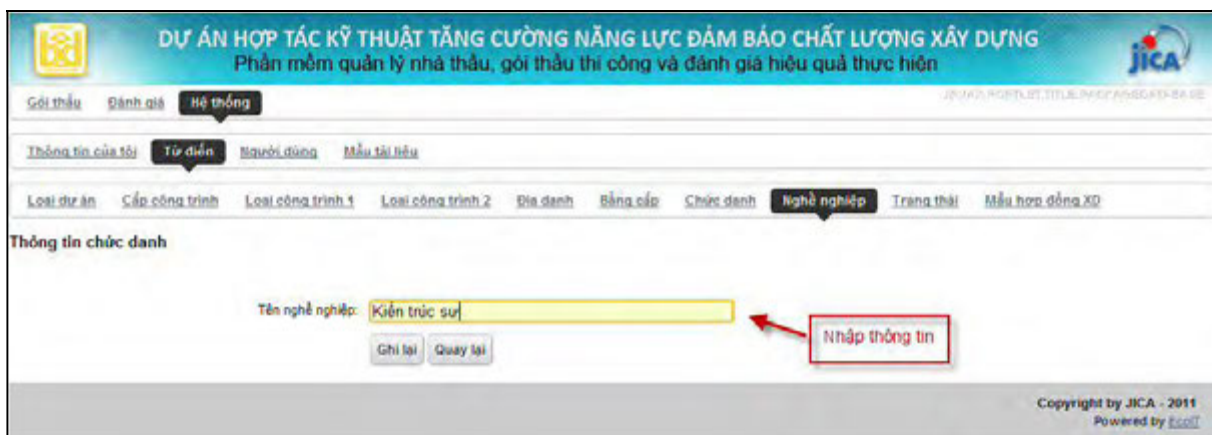 DỰ ÁN HỢP TÁC KỸ THUẬT TĂNG CƯỜNG NĂNG LỰC ĐẢM BẢO CHẤT LƯỢNG XÂY DỰNG
Phần mềm quản lý nhà thầu, gói thầu thi công và đánh giá hiệu quả thực hiện
jica
Gói thầu Đánh giá Hệ thống
Thông tin của tôi Từ điển Người dùng Mẫu tài liệu
Loại dự án Cấp công trình Loại công trình 1 Loại công trình 2 Địa danh Bằng cấp Chức danh Nghề nghiệp Trạng thái Mẫu hợp đồng XD
Thông tin chức danh
Tên nghề nghiệp: Kiến trúc sư
Nhập thông tin
Ghi lại Quay lại
Copyright by JICA - 2011
Powered by EcoIT